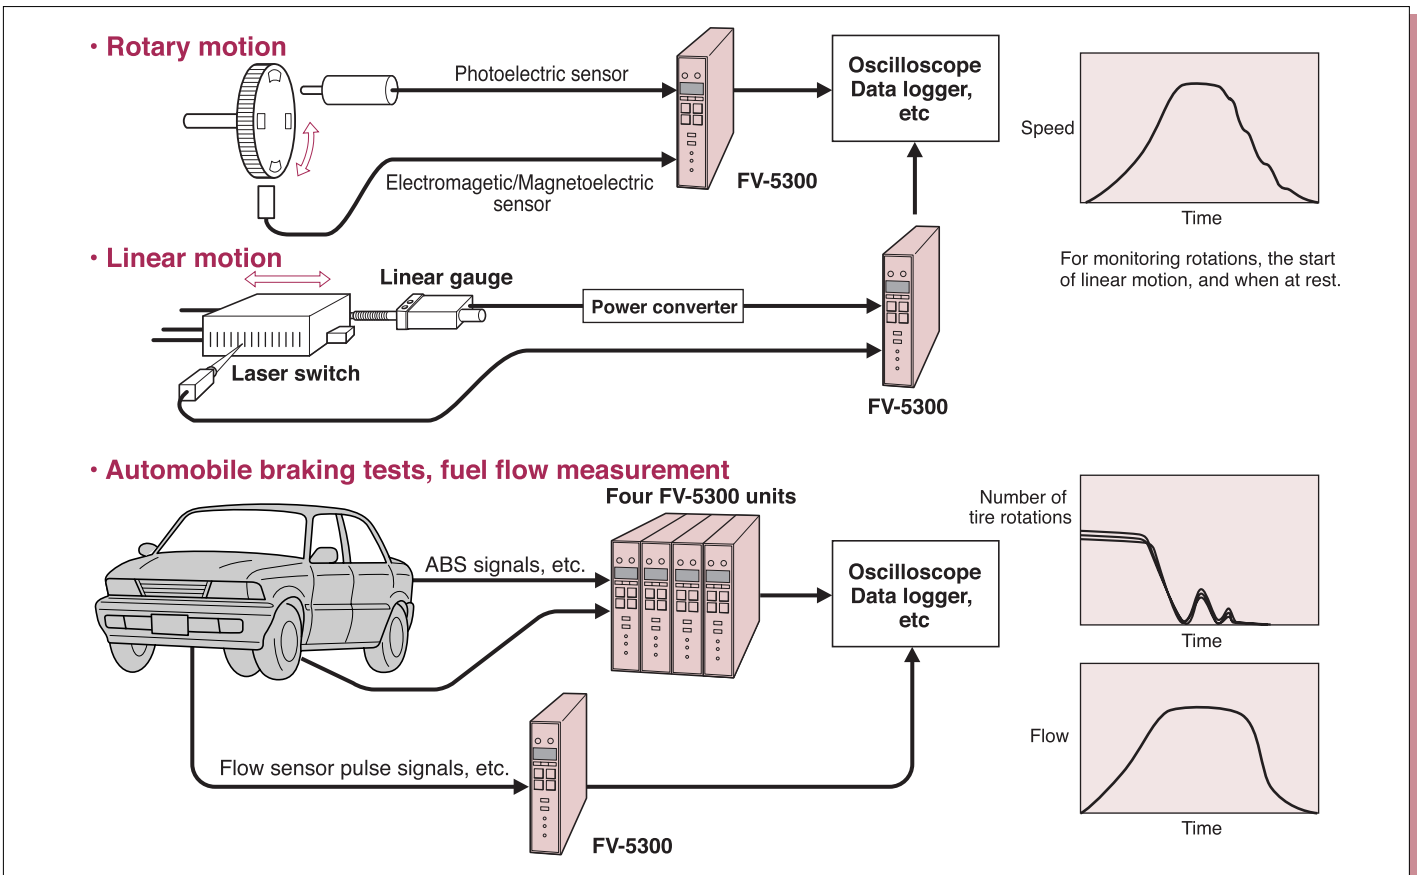 • Rotary motion
Photoelectric sensor
Electromagetic/Magnetoelectric
sensor
FV-5300
Oscilloscope
Data logger,
etc
Speed
Time
For monitoring rotations, the start
of linear motion, and when at rest.
• Linear motion
Linear gauge
Power converter
Laser switch
FV-5300
• Automobile braking tests, fuel flow measurement
Four FV-5300 units
ABS signals, etc.
Oscilloscope
Data logger,
etc
Number of
tire rotations
Time
Flow sensor pulse signals, etc.
FV-5300
Flow
Time